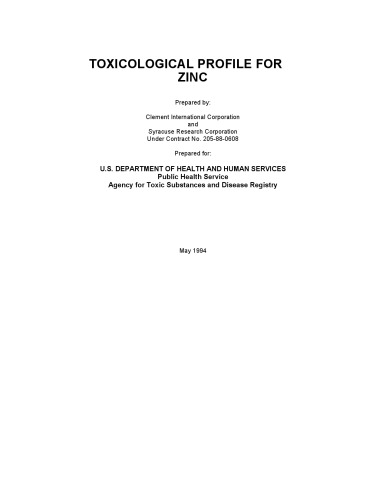 TOXICOLOGICAL PROFILE FOR
ZINC
Prepared by:
Clement International Corporation
and
Syracuse Research Corporation
Under Contract No. 205-88-0608
Prepared for:
U.S. DEPARTMENT OF HEALTH AND HUMAN SERVICES
Public Health Service
Agency for Toxic Substances and Disease Registry
May 1994